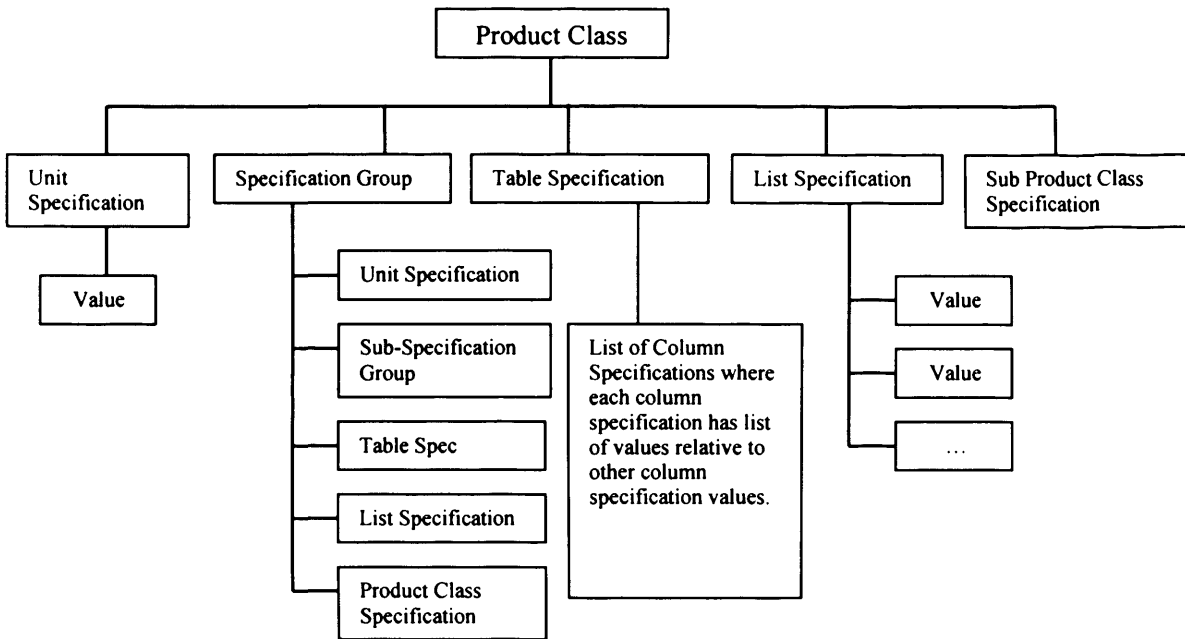 Product Class
Unit
Specification
Specification Group
Table Specification
List Specification
Sub Product Class
Specification
Value
Unit Specification
Sub-Specification
Group
Table Spec
List Specification
Product Class
Specification
List of Column
Specifications where
each column
specification has list
of values relative to
other column
specification values.
Value
Value
...